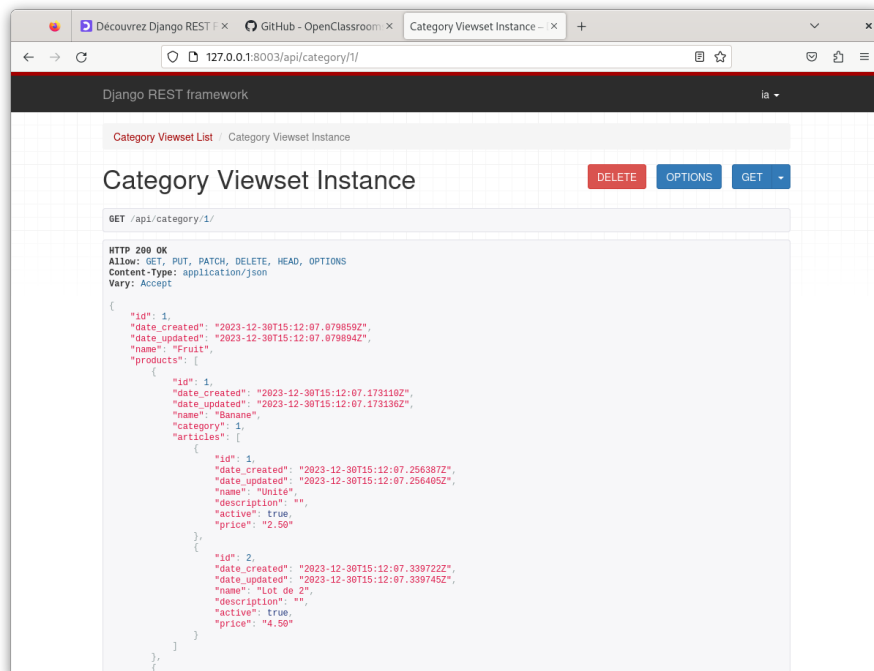 Découvrez Django REST F
GitHub - OpenClassroom
Category Viewset Instance –
127.0.0.1:8003/api/category/1/
Django REST framework
ia
Category Viewset List / Category Viewset Instance
Category Viewset Instance
DELETE
OPTIONS
GET
GET /api/category/1/
HTTP 200 OK
Allow: GET, PUT, PATCH, DELETE, HEAD, OPTIONS
Content-Type: application/json
Vary: Accept
{
"id": 1,
"date_created": "2023-12-30T15:12:07.079859Z",
"date_updated": "2023-12-30T15:12:07.079894Z",
"name": "Fruit",
"products": [
{
"id": 1,
"date_created": "2023-12-30T15:12:07.173110Z",
"date_updated": "2023-12-30T15:12:07.173136Z",
"name": "Banane",
"category": 1,
"articles": [
{
"id": 1,
"date_created": "2023-12-30T15:12:07.256387Z",
"date_updated": "2023-12-30T15:12:07.256405Z",
"name": "Unité",
"description": "",
"active": true,
"price": "2.50"
},
{
"id": 2,
"date_created": "2023-12-30T15:12:07.339722Z",
"date_updated": "2023-12-30T15:12:07.339745Z",
"name": "Lot de 2",
"description": "",
"active": true,
"price": "4.50"
}
]
},
{